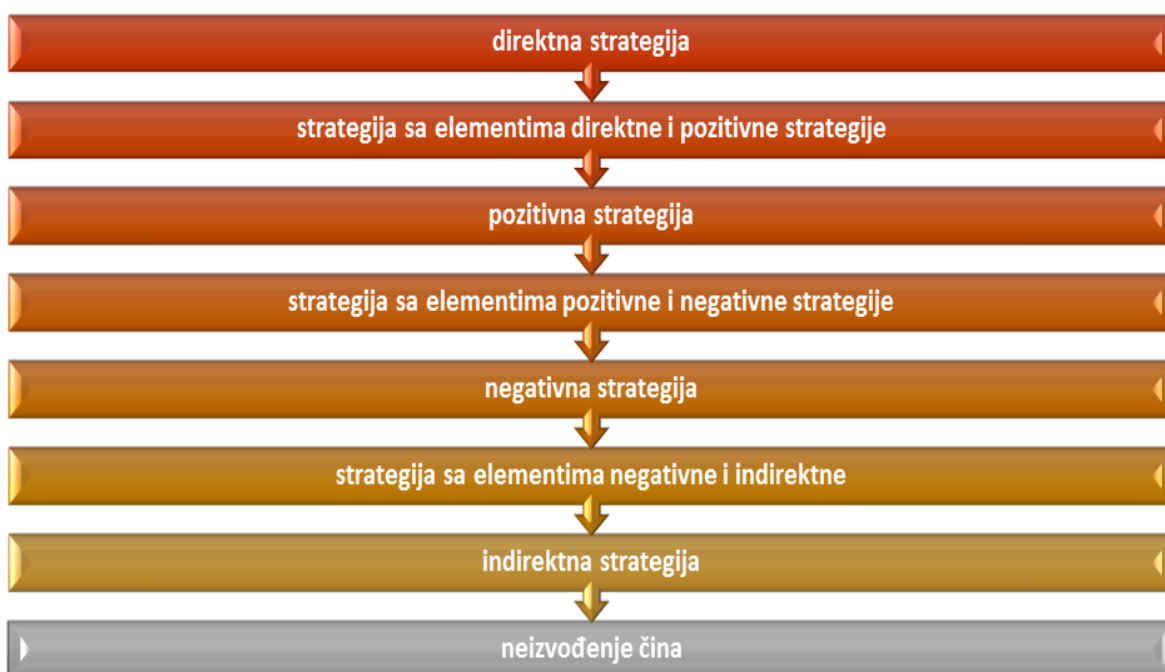 direktna strategija
strategija sa elementima direktne i pozitivne strategije
pozitivna strategija
strategija sa elementima pozitivne i negativne strategije
negativna strategija
strategija sa elementima negativne i indirektne
indirektna strategija
neizvođenje čina